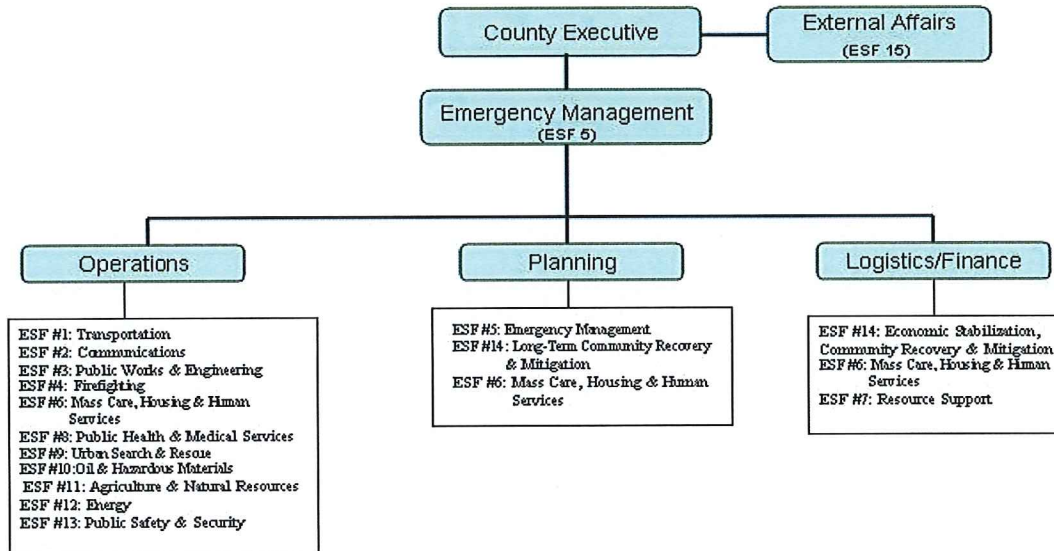 County Executive
External Affairs
(ESF 15)
Emergency Management
(ESF 5)
Operations
Planning
Logistics/Finance
ESF #1: Transportation
ESF #2: Communications
ESF #3: Public Works & Engineering
ESF #4: Firefighting
ESF #6: Mass Care, Housing & Human
Services
ESF #8: Public Health & Medical Services
ESF #9: Urban Search & Rescue
ESF #10: Oil & Hazardous Materials
ESF #11: Agriculture & Natural Resources
ESF #12: Energy
ESF #13: Public Safety & Security
ESF #5: Emergency Management
ESF #14: Long-Term Community Recovery
& Mitigation
ESF #6: Mass Care, Housing & Human
Services
ESF #14: Economic Stabilization,
Community Recovery & Mitigation
ESF #6: Mass Care, Housing & Human
Services
ESF #7: Resource Support